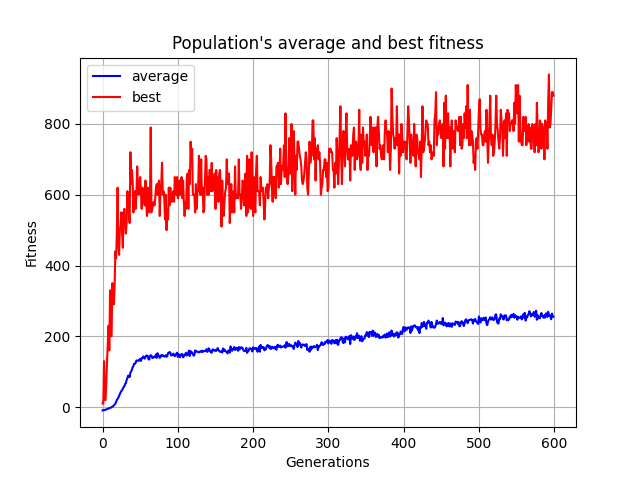 Population's average and best fitness
average
best
800
600
400
200
0
Fitness
0 100 200 300 400 500 600
Generations